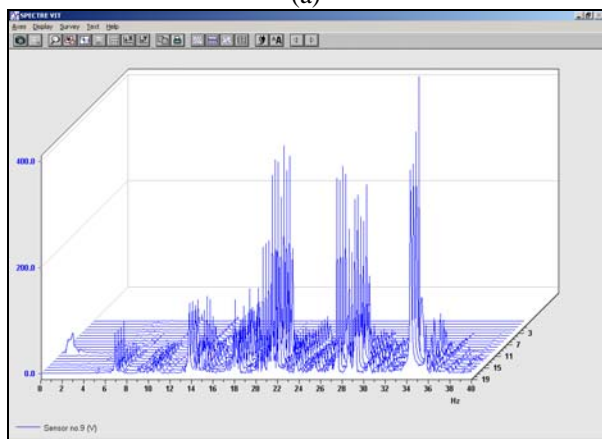 (a)
SPECTRE VIT
Axes Display Survey Text Help
^A
400.0
200.0
0.0
0 2 4 6 8 10 12 14 16 18 20 22 24 26 28 30 32 34 36 38 40
Hz
3
7
11
15
19
Sensor no.9 (V)